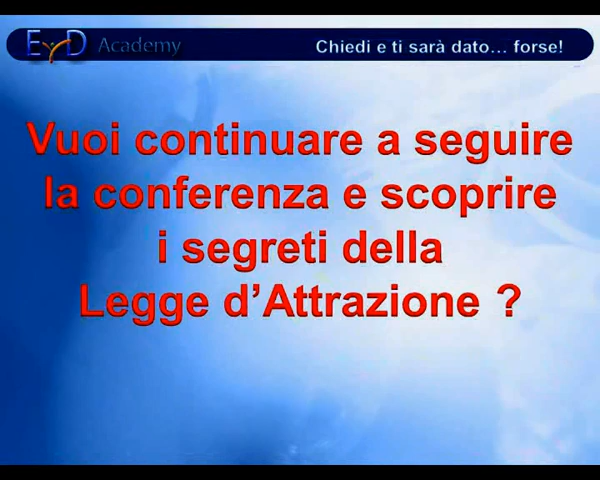 EYD Academy
Chiedi e ti sarà dato... forse!
Vuoi continuare a seguire
la conferenza e scoprire
i segreti della
Legge d'Attrazione ?